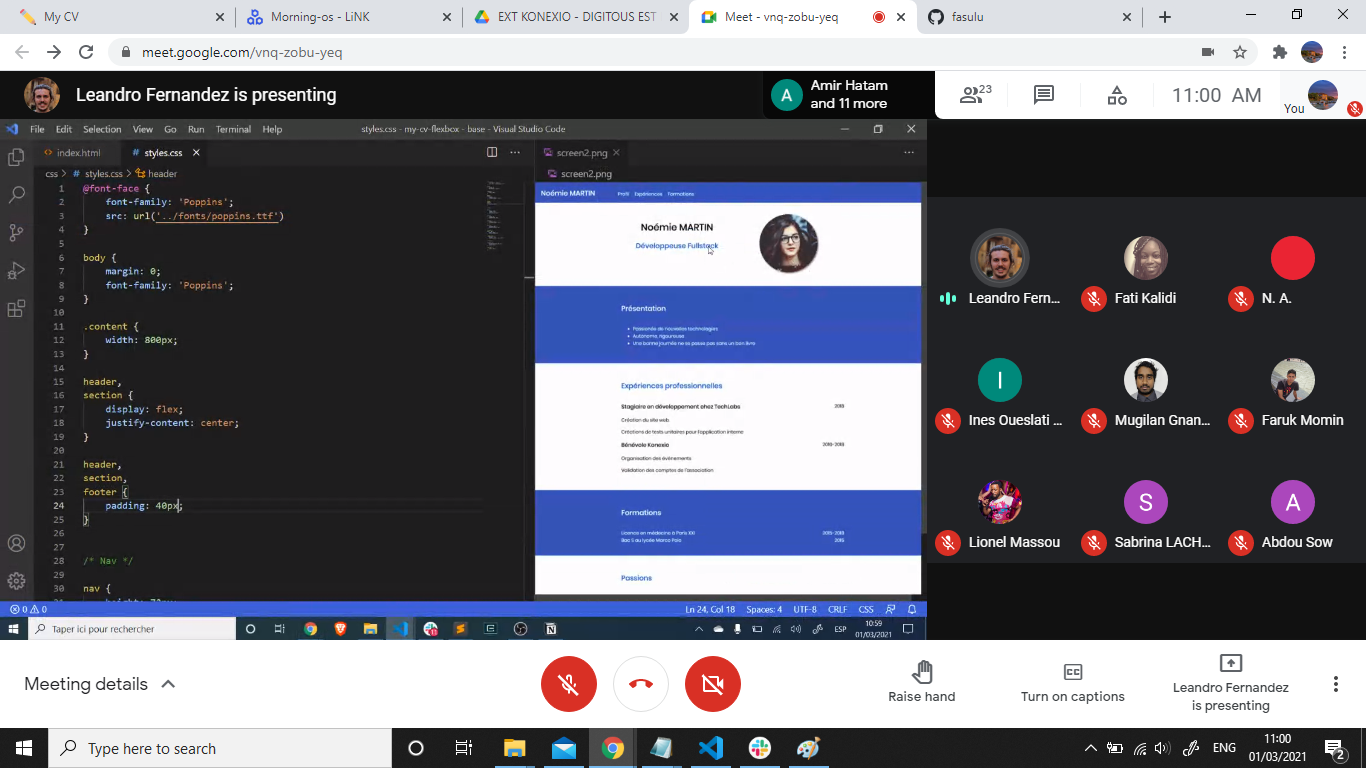 My CV
Morning-os - LiNK
EXT KONEXIO - DIGITOUS EST
Meet - vnq-zobu-yeq
fasulu
meet.google.com/vnq-zobu-yeq
Leandro Fernandez is presenting
A
Amir Hatam
and 11 more
23
11:00 AM
You
File Edit Selection View Go Run Terminal Help
styles.css - my-cv-flexbox - base - Visual Studio Code
index.html
# styles.css
screen2.png
css > # styles.css > header
screen2.png
1 @font-face {
2 font-family: 'Poppins';
3 src: url('../fonts/poppins.ttf')
4 }
5
6 body {
7 margin: 0;
8 font-family: 'Poppins';
9 }
10
11 .content {
12 width: 800px;
13 }
14
15 header,
16 section {
17 display: flex;
18 justify-content: center;
19 }
20
21 header,
22 section,
23 footer {
24 padding: 40px;
25 }
26
27
28 /* Nav */
29
30 nav {
Noémie MARTIN
Profil Expériences Formations
Noémie MARTIN
Développeuse Fullstack
Présentation
Passionnée de nouvelles technologies
Autonome, rigoureuse
Une bonne journée ne se passe pas sans un bon livre
Expériences professionnelles
Stagiaire en développement chez TechLabs 2019
Création du site web
Créations de tests unitaires pour l'application interne
Bénévole Konexio 2018-2019
Organisation des évènements
Validation des comptes de l'association
Formations
Licence en médecine à Paris XXI 2015-2018
Bac S au lycée Marco Polo 2015
Passions
0 0
Ln 24, Col 18 Spaces: 4 UTF-8 CRLF CSS
Taper ici pour rechercher
ESP
10:59
01/03/2021
Leandro Fern...
Fati Kalidi
N. A.
I
Ines Oueslati ...
Mugilan Gnan...
Faruk Momin
S
A
Lionel Massou
Sabrina LACH...
Abdou Sow
Meeting details
Raise hand
Turn on captions
Leandro Fernandez
is presenting
Type here to search
ENG
11:00
01/03/2021
2